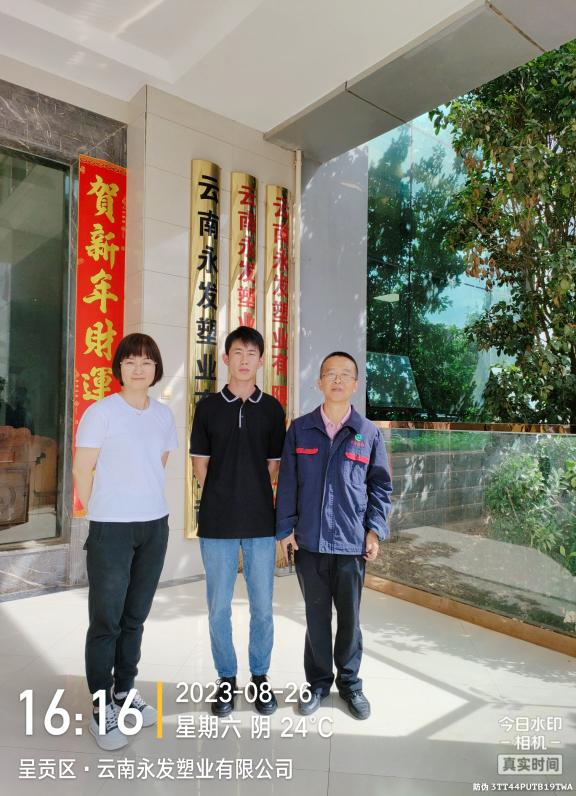 贺新年財運
云南永发塑业
云南永发塑业
云南永发塑业有限
16:16
2023-08-26
星期六 阴 24°C
呈贡区·云南永发塑业有限公司
今日水印
-相机-
真实时间
防伪 3TT44PUTB19TWA